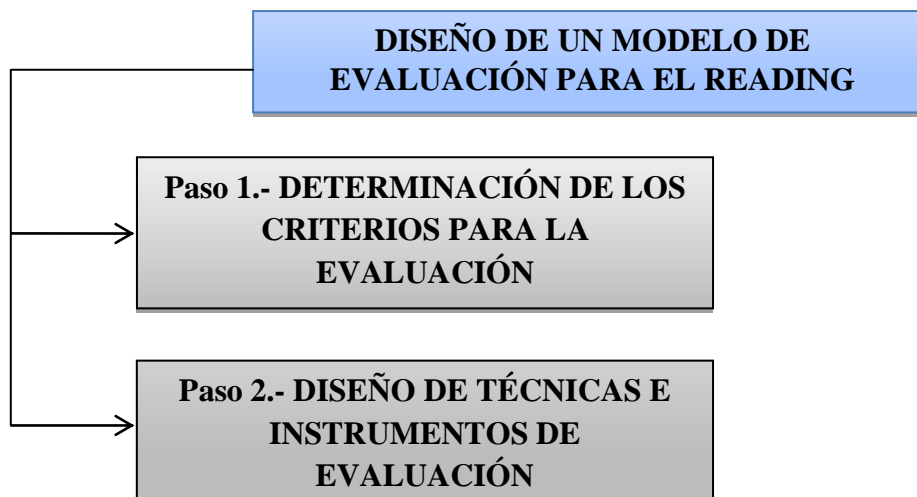 DISEÑO DE UN MODELO DE
EVALUACIÓN PARA EL READING
Paso 1.- DETERMINACIÓN DE LOS
CRITERIOS PARA LA
EVALUACIÓN
Paso 2.- DISEÑO DE TÉCNICAS E
INSTRUMENTOS DE
EVALUACIÓN